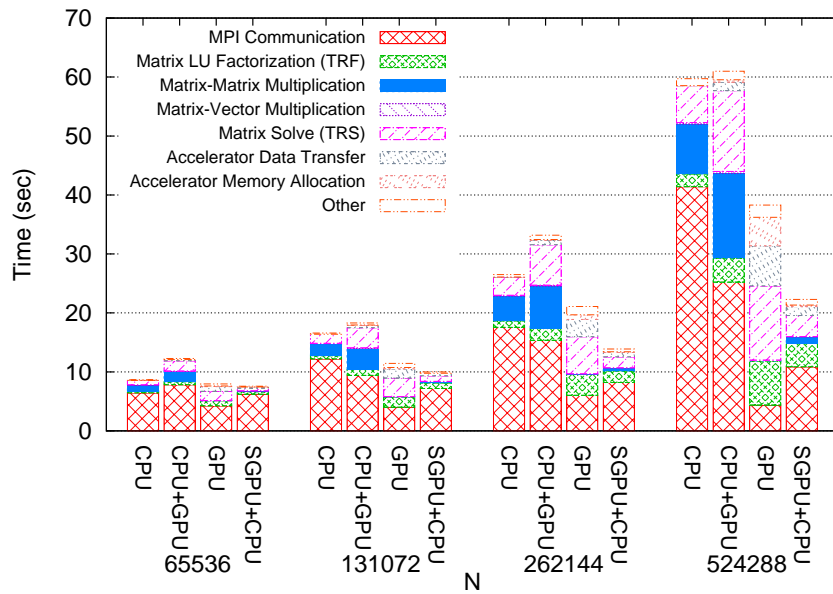 Time (sec)
70
60
50
40
30
20
10
0
MPI Communication
Matrix LU Factorization (TRF)
Matrix-Matrix Multiplication
Matrix-Vector Multiplication
Matrix Solve (TRS)
Accelerator Data Transfer
Accelerator Memory Allocation
Other
CPU
CPU+GPU
GPU
SGPU+CPU
CPU
CPU+GPU
GPU
SGPU+CPU
CPU
CPU+GPU
GPU
SGPU+CPU
CPU
CPU+GPU
GPU
SGPU+CPU
65536
131072
262144
524288
N